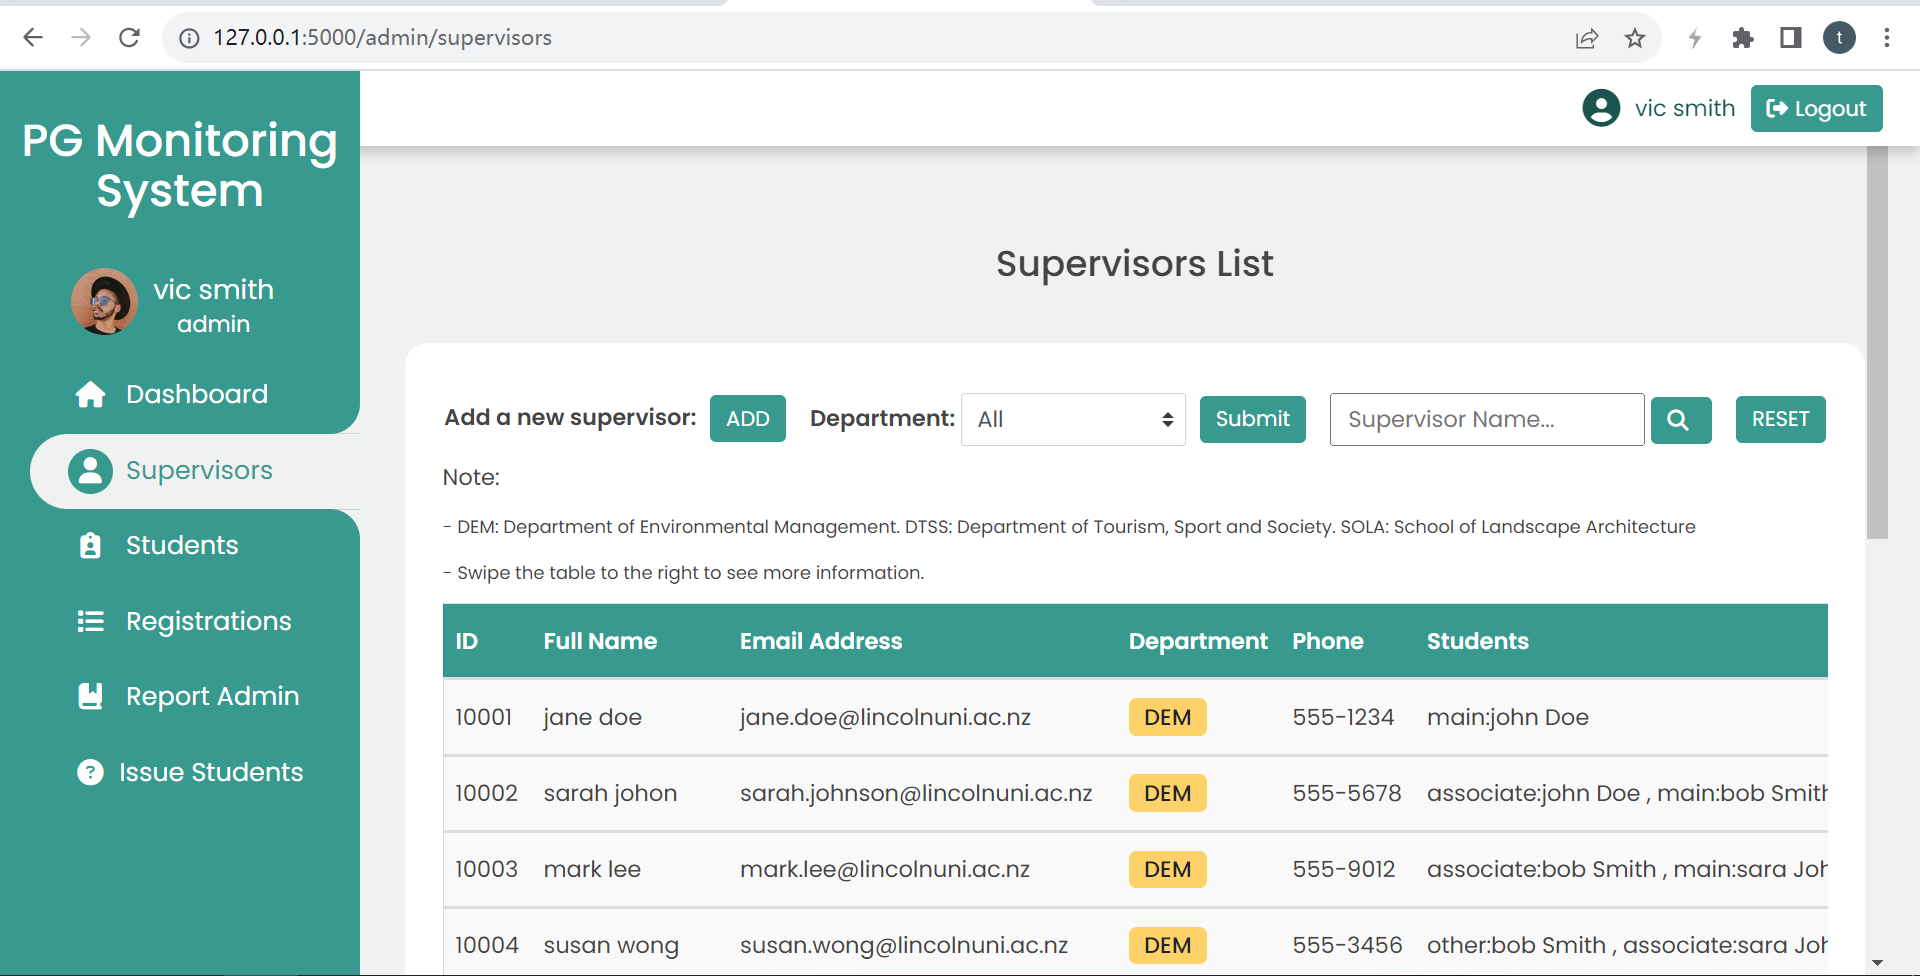 127.0.0.1:5000/admin/supervisors
t
PG Monitoring
System
vic smith
Logout
vic smith
admin
Dashboard
Supervisors
Students
Registrations
Report Admin
Issue Students
Supervisors List
Add a new supervisor: ADD Department: All Submit Supervisor Name... RESET
Note:
- DEM: Department of Environmental Management. DTSS: Department of Tourism, Sport and Society. SOLA: School of Landscape Architecture
- Swipe the table to the right to see more information.
ID Full Name Email Address Department Phone Students
10001 jane doe jane.doe@lincolnuni.ac.nz DEM 555-1234 main:john Doe
10002 sarah johon sarah.johnson@lincolnuni.ac.nz DEM 555-5678 associate:john Doe , main:bob Smith
10003 mark lee mark.lee@lincolnuni.ac.nz DEM 555-9012 associate:bob Smith , main:sara Joh
10004 susan wong susan.wong@lincolnuni.ac.nz DEM 555-3456 other:bob Smith , associate:sara Joh